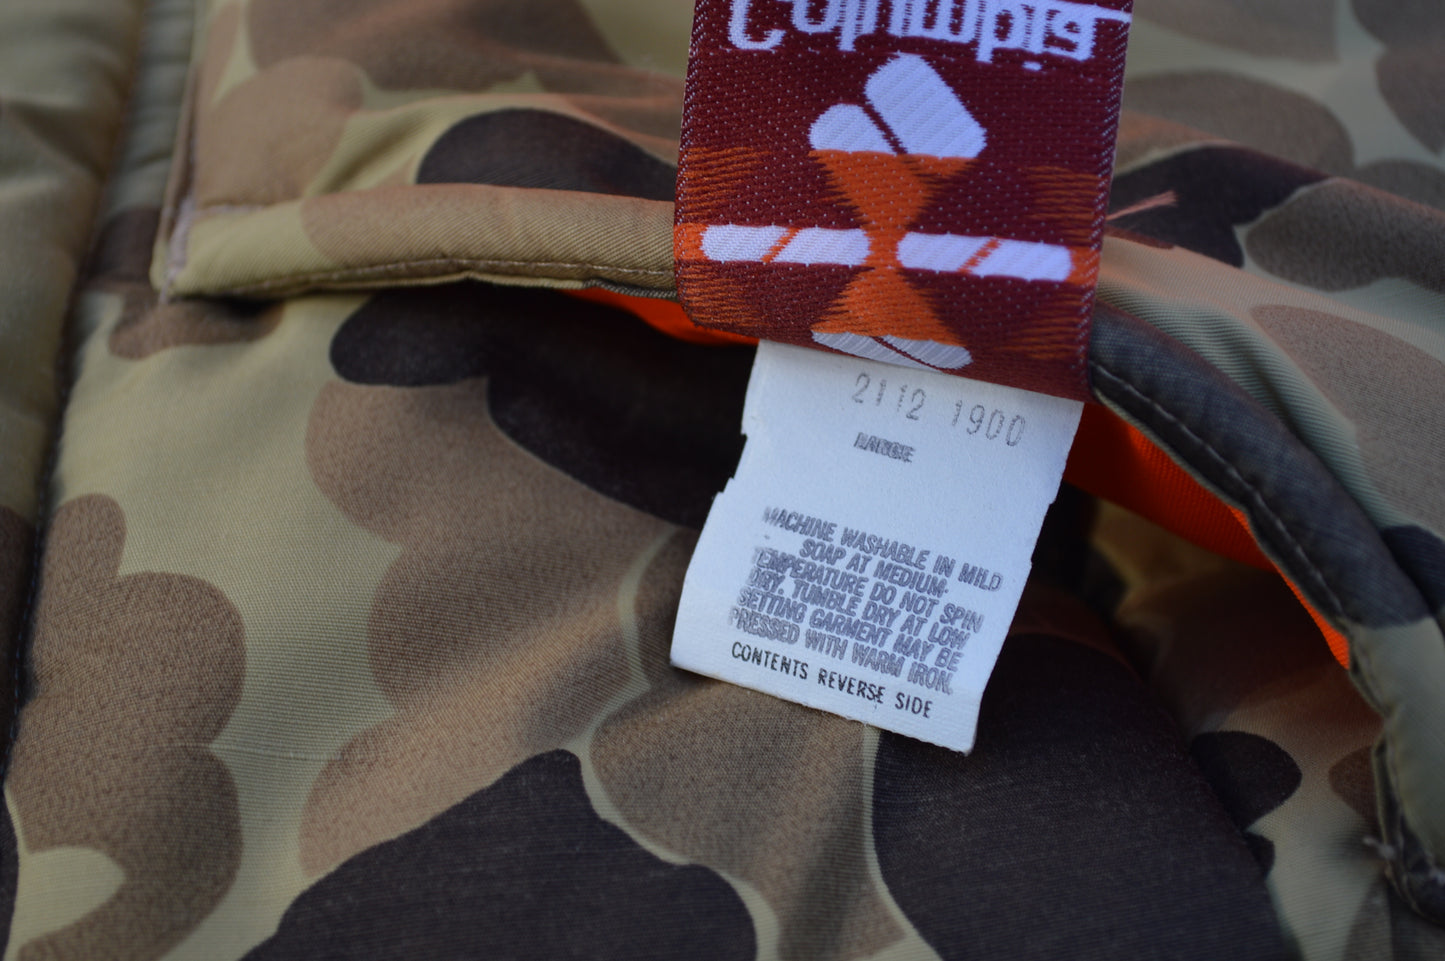 Columbia
2112 1900
LARGE
MACHINE WASHABLE IN MILD
SOAP AT MEDIUM-
TEMPERATURE DO NOT SPIN
DRY. TUMBLE DRY AT LOW
SETTING GARMENT MAY BE
PRESSED WITH WARM IRON.
CONTENTS REVERSE SIDE